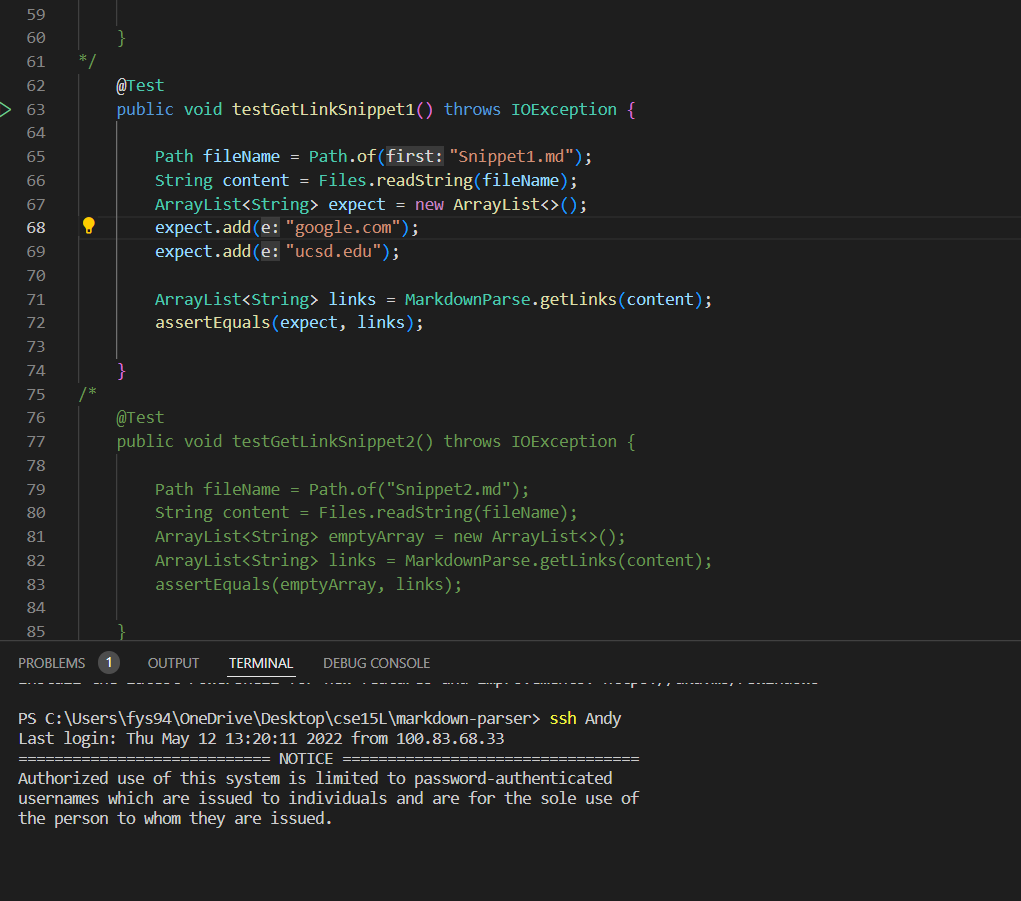 59
60 }
61 */
62 @Test
63 public void testGetLinkSnippet1() throws IOException {
64
65 Path fileName = Path.of(first: "Snippet1.md");
66 String content = Files.readString(fileName);
67 ArrayList<String> expect = new ArrayList<>();
68 expect.add(e: "google.com");
69 expect.add(e: "ucsd.edu");
70
71 ArrayList<String> links = MarkdownParse.getLinks(content);
72 assertEquals(expect, links);
73
74 }
75 /*
76 @Test
77 public void testGetLinkSnippet2() throws IOException {
78
79 Path fileName = Path.of("Snippet2.md");
80 String content = Files.readString(fileName);
81 ArrayList<String> emptyArray = new ArrayList<>();
82 ArrayList<String> links = MarkdownParse.getLinks(content);
83 assertEquals(emptyArray, links);
84
85 }
PROBLEMS 1 OUTPUT TERMINAL DEBUG CONSOLE
PS C:\Users\fys94\OneDrive\Desktop\cse15L\markdown-parser> ssh Andy
Last login: Thu May 12 13:20:11 2022 from 100.83.68.33
============================ NOTICE =================================
Authorized use of this system is limited to password-authenticated
usernames which are issued to individuals and are for the sole use of
the person to whom they are issued.